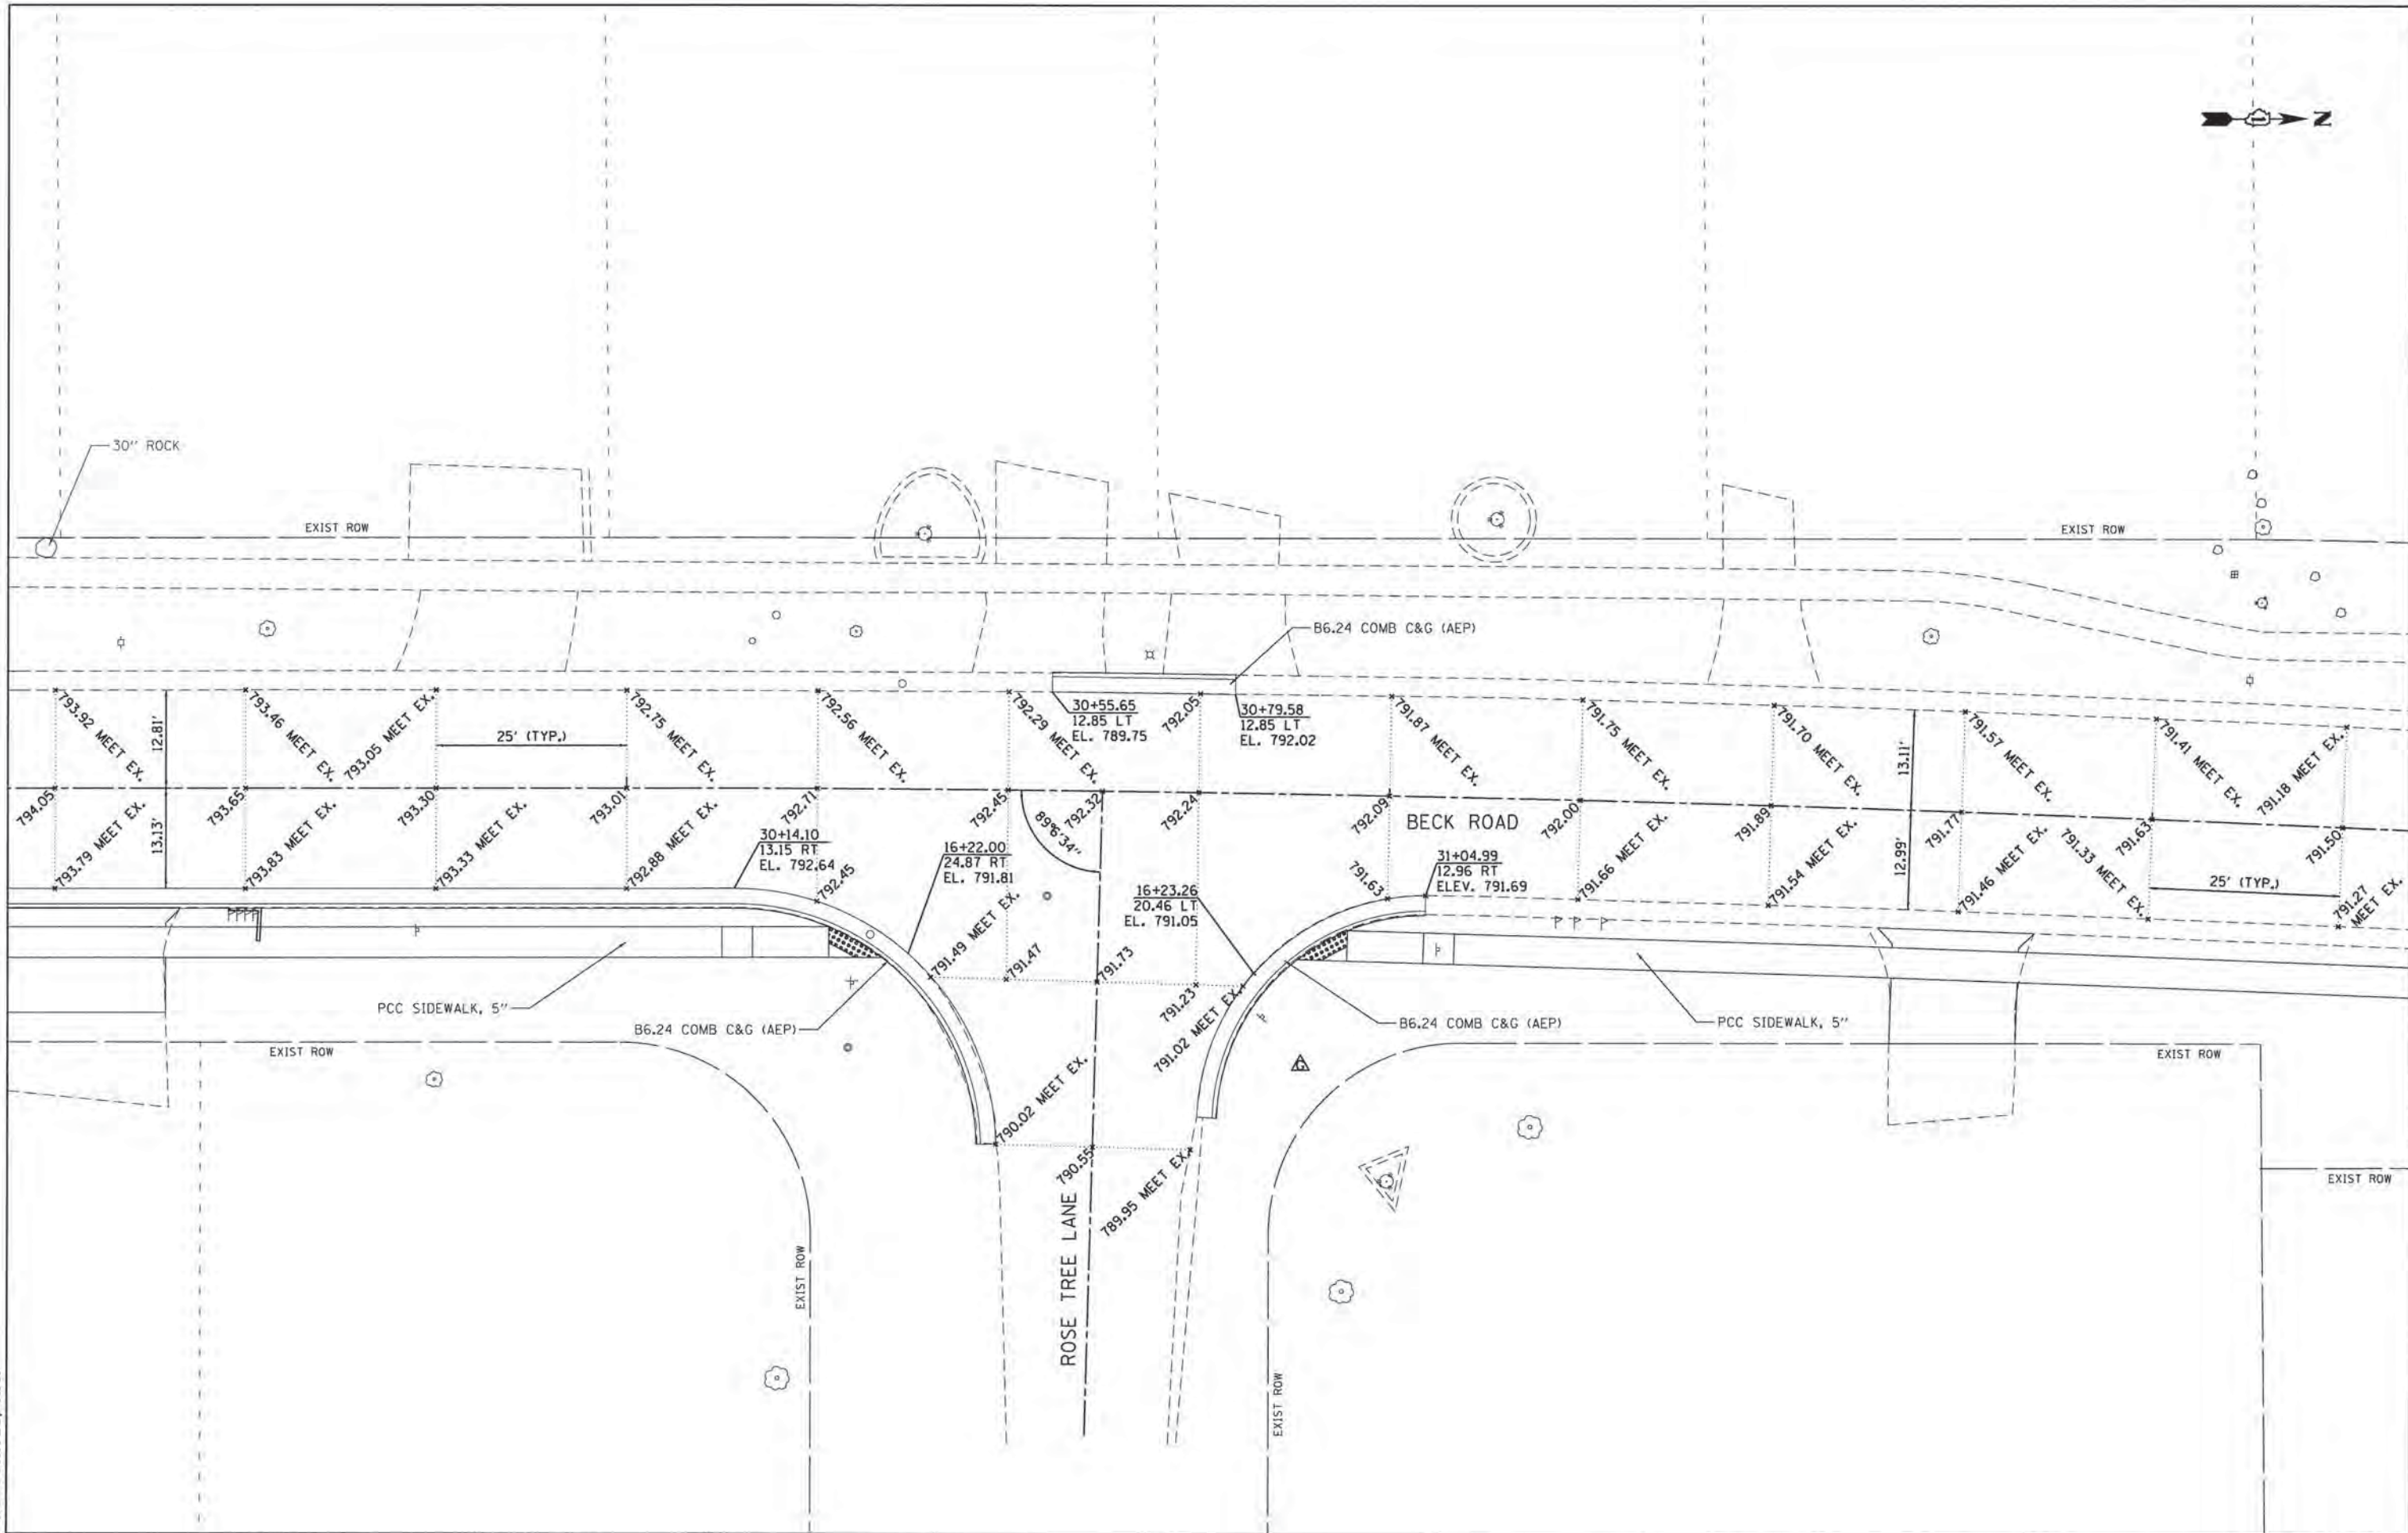 N
30" ROCK
EXIST ROW
EXIST ROW
B6.24 COMB C&G (AEP)
793.92 MEET EX.
12.81'
793.46 MEET EX.
793.05 MEET EX.
25' (TYP.)
792.75 MEET EX.
792.56 MEET EX.
792.29 MEET EX.
30+55.65
12.85 LT
EL. 789.75
792.05
30+79.58
12.85 LT
EL. 792.02
791.87 MEET EX.
791.75 MEET EX.
791.70 MEET EX.
13.11'
791.57 MEET EX.
791.41 MEET EX.
791.18 MEET EX.
794.05
793.65
793.30
793.01
792.71
792.45
792.32
792.24
792.09
BECK ROAD
792.00
791.89
791.77
791.63
791.50
793.79 MEET EX.
13.13'
793.83 MEET EX.
793.33 MEET EX.
792.88 MEET EX.
30+14.10
13.15 RT
EL. 792.64
792.45
16+22.00
24.87 RT
EL. 791.81
89°6'34"
16+23.26
20.46 LT
EL. 791.05
791.63
31+04.99
12.96 RT
ELEV. 791.69
791.66 MEET EX.
791.54 MEET EX.
12.99'
791.46 MEET EX.
791.33 MEET EX.
25' (TYP.)
791.27
MEET EX.
791.49 MEET EX.
791.47
791.73
791.23
791.02 MEET EX.
PCC SIDEWALK, 5"
B6.24 COMB C&G (AEP)
B6.24 COMB C&G (AEP)
PCC SIDEWALK, 5"
EXIST ROW
EXIST ROW
790.02 MEET EX.
790.55
789.95 MEET EX.
EXIST ROW
ROSE TREE LANE
EXIST ROW
EXIST ROW